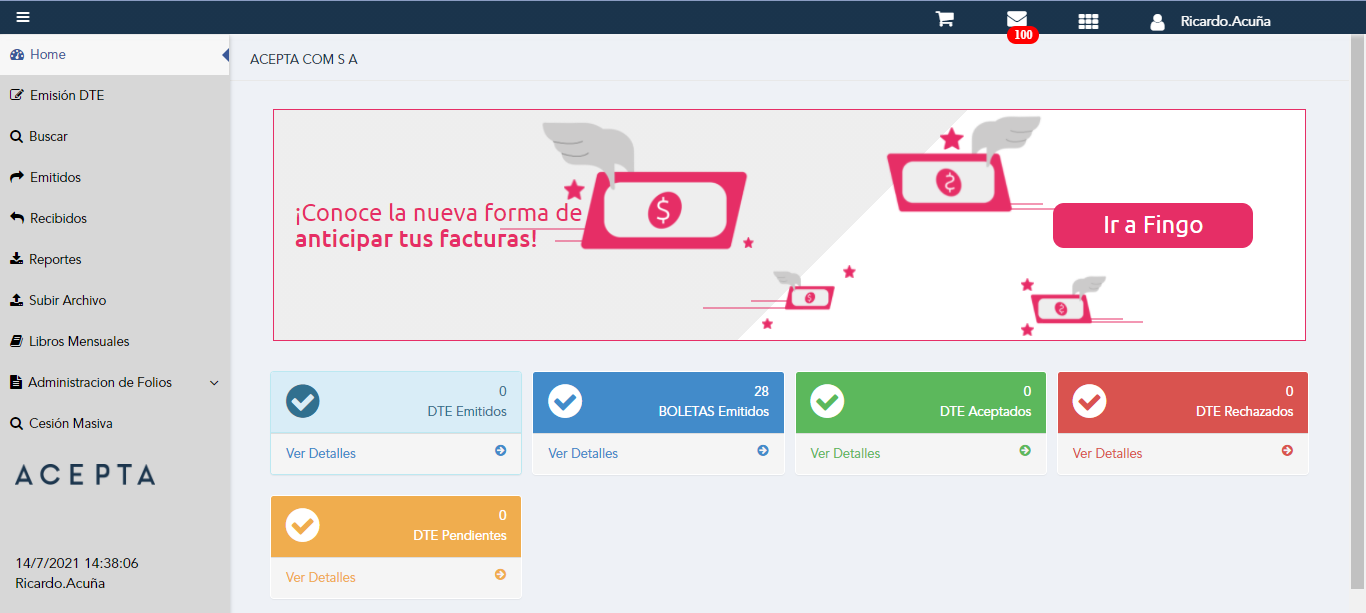 Ricardo.Acuña
100
Home
ACEPTA COM S A
Emisión DTE
Buscar
Emitidos
Recibidos
Reportes
Subir Archivo
Libros Mensuales
Administracion de Folios
Cesión Masiva
ACEPTA
14/7/2021 14:38:06
Ricardo.Acuña
¡Conoce la nueva forma de
anticipar tus facturas!
$
$
$
$
Ir a Fingo
0
DTE Emitidos
Ver Detalles
28
BOLETAS Emitidos
Ver Detalles
0
DTE Aceptados
Ver Detalles
0
DTE Rechazados
Ver Detalles
0
DTE Pendientes
Ver Detalles